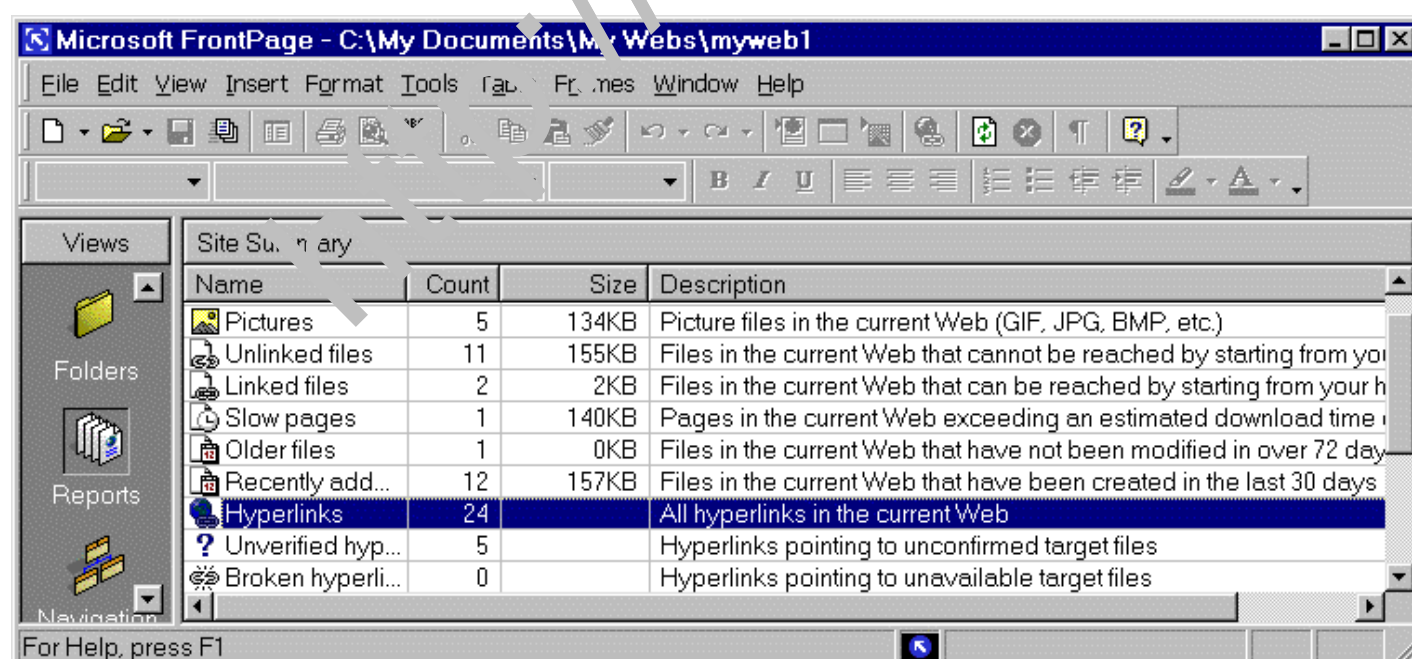 Microsoft FrontPage - C:\My Documents\My Webs\myweb1
File Edit View Insert Format Tools Frames Window Help
B I U A
Views Site Summary
Name Count Size Description
Pictures 5 134KB Picture files in the current Web (GIF, JPG, BMP, etc.)
Unlinked files 11 155KB Files in the current Web that cannot be reached by starting from you
Folders
Linked files 2 2KB Files in the current Web that can be reached by starting from your h
Slow pages 1 140KB Pages in the current Web exceeding an estimated download time
Older files 1 0KB Files in the current Web that have not been modified in over 72 day
Reports
Recently add... 12 157KB Files in the current Web that have been created in the last 30 days
Hyperlinks 24 All hyperlinks in the current Web
? Unverified hyp... 5 Hyperlinks pointing to unconfirmed target files
Broken hyperli... 0 Hyperlinks pointing to unavailable target files
Navigation
For Help, press F1